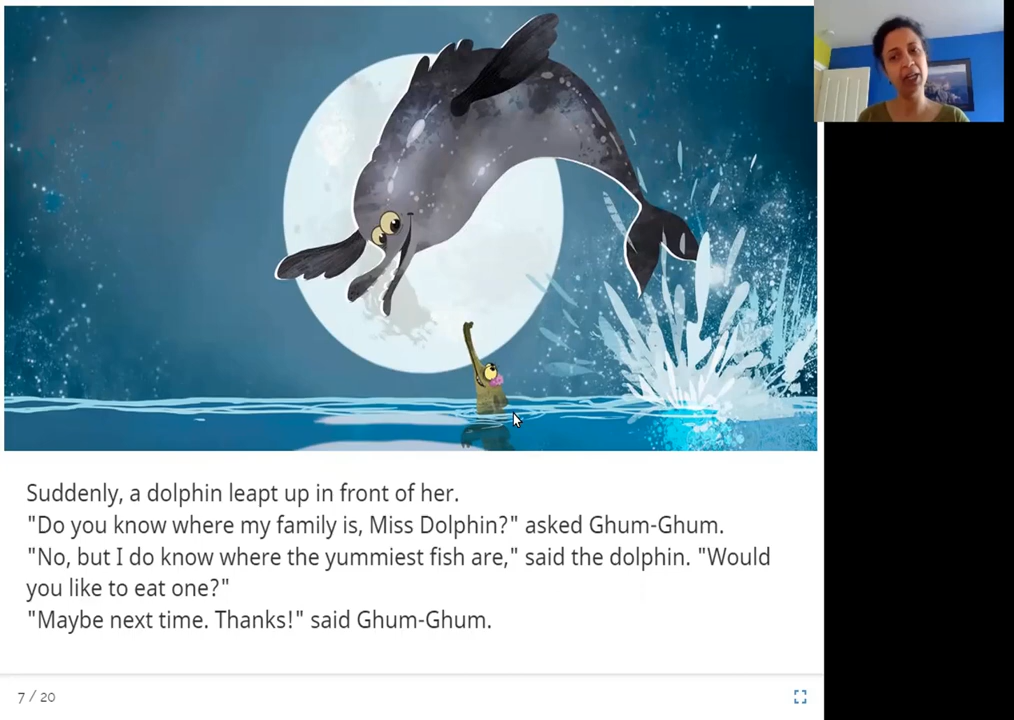 Suddenly, a dolphin leapt up in front of her.
"Do you know where my family is, Miss Dolphin?" asked Ghum-Ghum.
"No, but I do know where the yummiest fish are," said the dolphin. "Would
you like to eat one?"
"Maybe next time. Thanks!" said Ghum-Ghum.
7 / 20